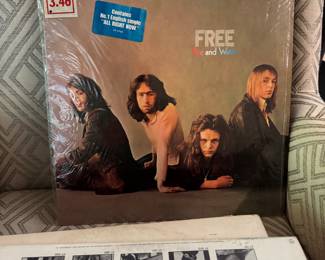 3.46
Contains
No. 1 English single
"ALL RIGHT NOW"
FREE
Fire and Water